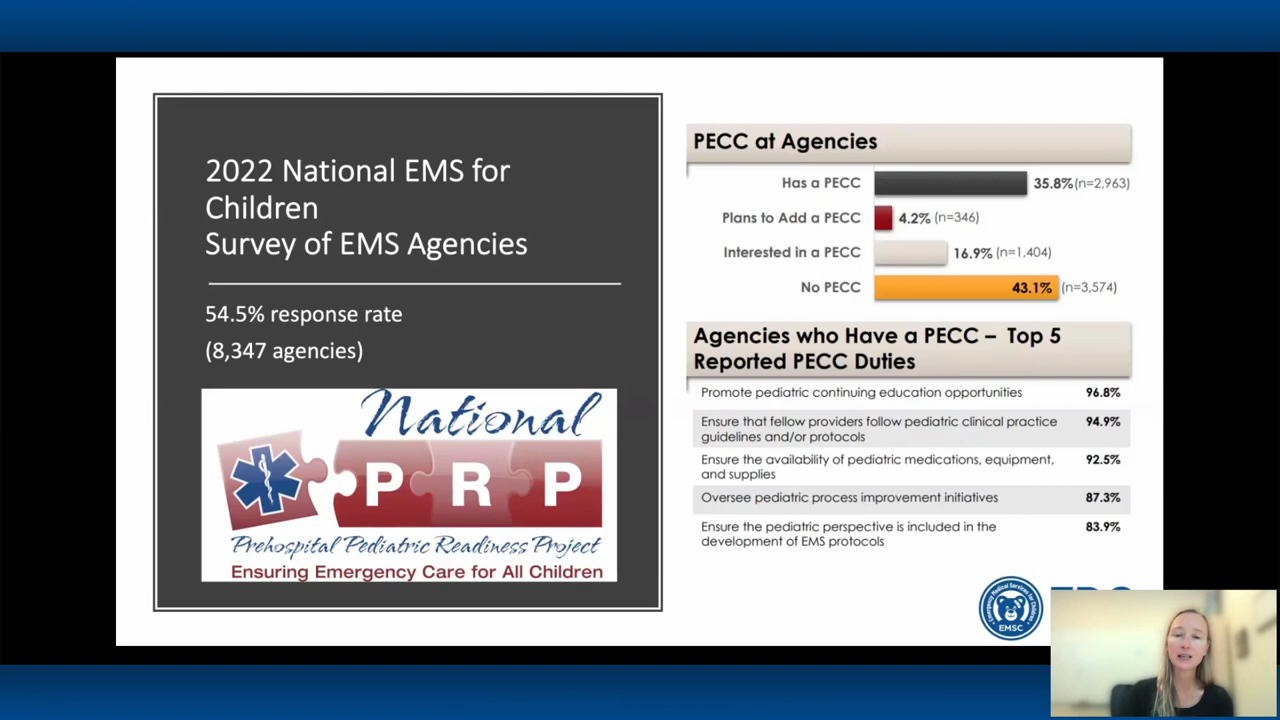 2022 National EMS for
Children
Survey of EMS Agencies
54.5% response rate
(8,347 agencies)
National
PRP
Prehospital Pediatric Readiness Project
Ensuring Emergency Care for All Children
PECC at Agencies
Has a PECC 35.8% (n=2,963)
Plans to Add a PECC 4.2% (n=346)
Interested in a PECC 16.9% (n=1,404)
No PECC 43.1% (n=3,574)
Agencies who Have a PECC – Top 5
Reported PECC Duties
Promote pediatric continuing education opportunities 96.8%
Ensure that fellow providers follow pediatric clinical practice 94.9%
guidelines and/or protocols
Ensure the availability of pediatric medications, equipment, 92.5%
and supplies
Oversee pediatric process improvement initiatives 87.3%
Ensure the pediatric perspective is included in the 83.9%
development of EMS protocols
Emergency Medical Services for Children
EMSC